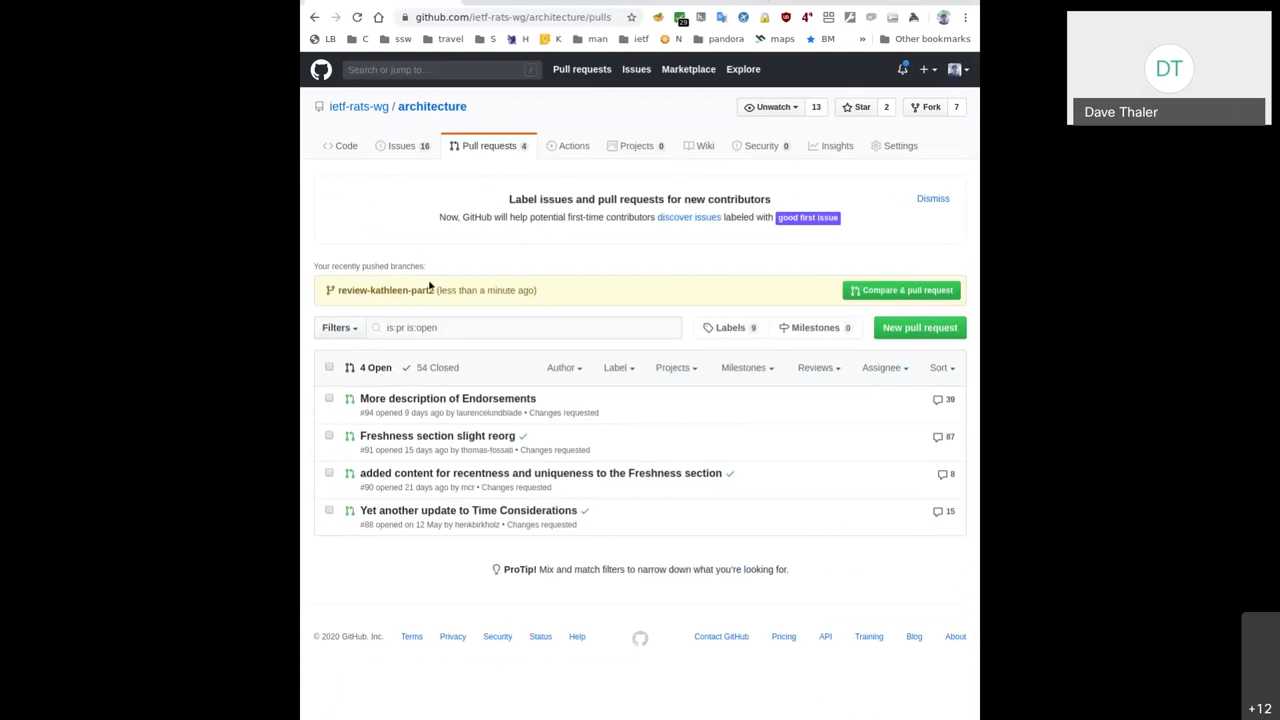 github.com/ietf-rats-wg/architecture/pulls
29
4
LB C ssw travel S H K man ietf N pandora maps BM » Other bookmarks
Search or jump to... /
Pull requests Issues Marketplace Explore
ietf-rats-wg / architecture
Unwatch 13 Star 2 Fork 7
<> Code Issues 16 Pull requests 4 Actions Projects 0 Wiki Security 0 Insights Settings
Label issues and pull requests for new contributors
Dismiss
Now, GitHub will help potential first-time contributors discover issues labeled with good first issue
Your recently pushed branches:
review-kathleen-part2 (less than a minute ago)
Compare & pull request
Filters is:pr is:open
Labels 9 Milestones 0
New pull request
4 Open 54 Closed
Author Label Projects Milestones Reviews Assignee Sort
More description of Endorsements
39
#94 opened 9 days ago by laurencelundblade • Changes requested
Freshness section slight reorg
87
#91 opened 15 days ago by thomas-fossati • Changes requested
added content for recentness and uniqueness to the Freshness section
8
#90 opened 21 days ago by mcr • Changes requested
Yet another update to Time Considerations
15
#88 opened on 12 May by henkbirkholz • Changes requested
ProTip! Mix and match filters to narrow down what you're looking for.
© 2020 GitHub, Inc. Terms Privacy Security Status Help
Contact GitHub Pricing API Training Blog About
DT
Dave Thaler
+12